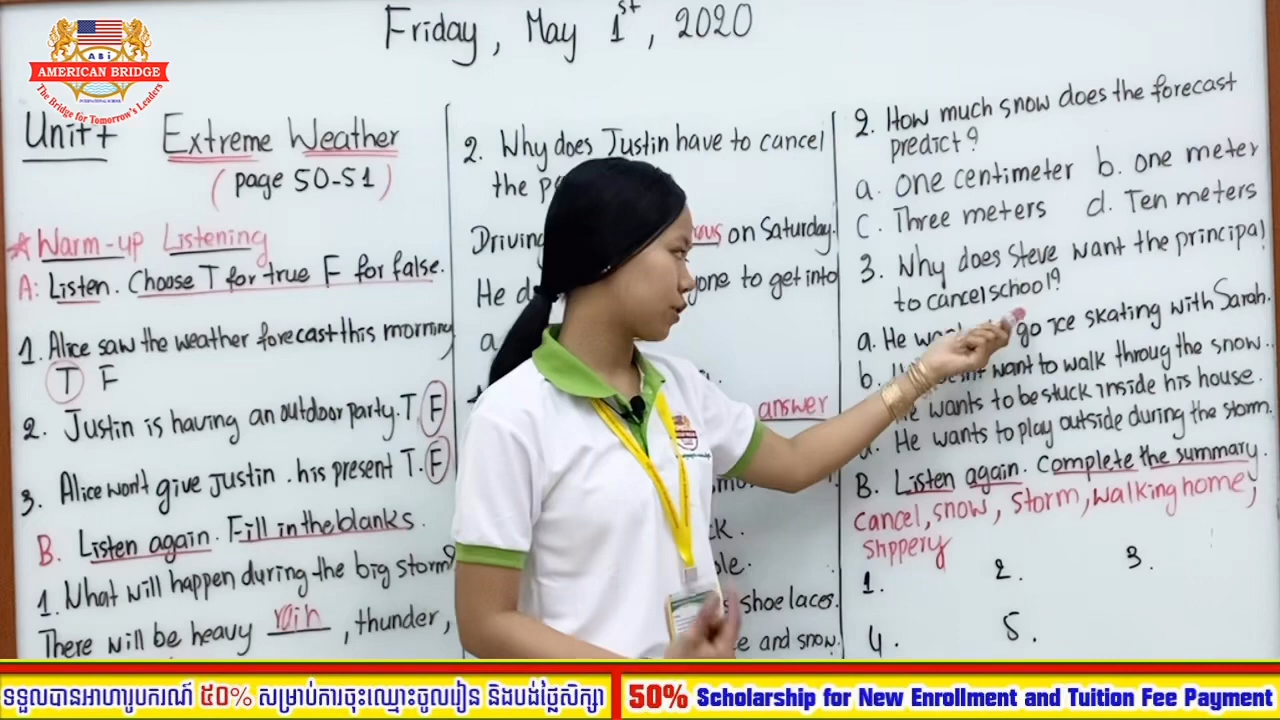 ABi
AMERICAN BRIDGE
INTERNATIONAL SCHOOL
The Bridge for Tomorrow's Leaders
Friday, May 1st, 2020
Unit 7 Extreme Weather
(page 50-51)
Warm-up Listening
A: Listen. Choose T for true F for false.
1. Alice saw the weather forecast this morning
T F
2. Justin is having an outdoor party. T F
3. Alice won't give Justin his present T. F
B. Listen again. Fill in the blanks.
1. What will happen during the big storm?
There will be heavy rain, thunder,
2. Why does Justin have to cancel
the
Driving on Saturday.
He to get into
a
answer
shoe laces.
and snow.
2. How much snow does the forecast
predict?
a. one centimeter b. one meter
c. Three meters d. Ten meters
3. Why does Steve want the principal
to cancel school?
a. He go ice skating with Sarah.
b. want to walk throug the snow.
He wants to be stuck inside his house.
d. He wants to play outside during the storm.
B. Listen again. Complete the summary.
cancel, snow, storm, walking home,
slippery
1. 2. 3.
4. 5.
ទទួលបានអាហារូបករណ៍ ៥០% សម្រាប់ការចុះឈ្មោះចូលរៀន និងបង់ថ្លៃសិក្សា
50% Scholarship for New Enrollment and Tuition Fee Payment